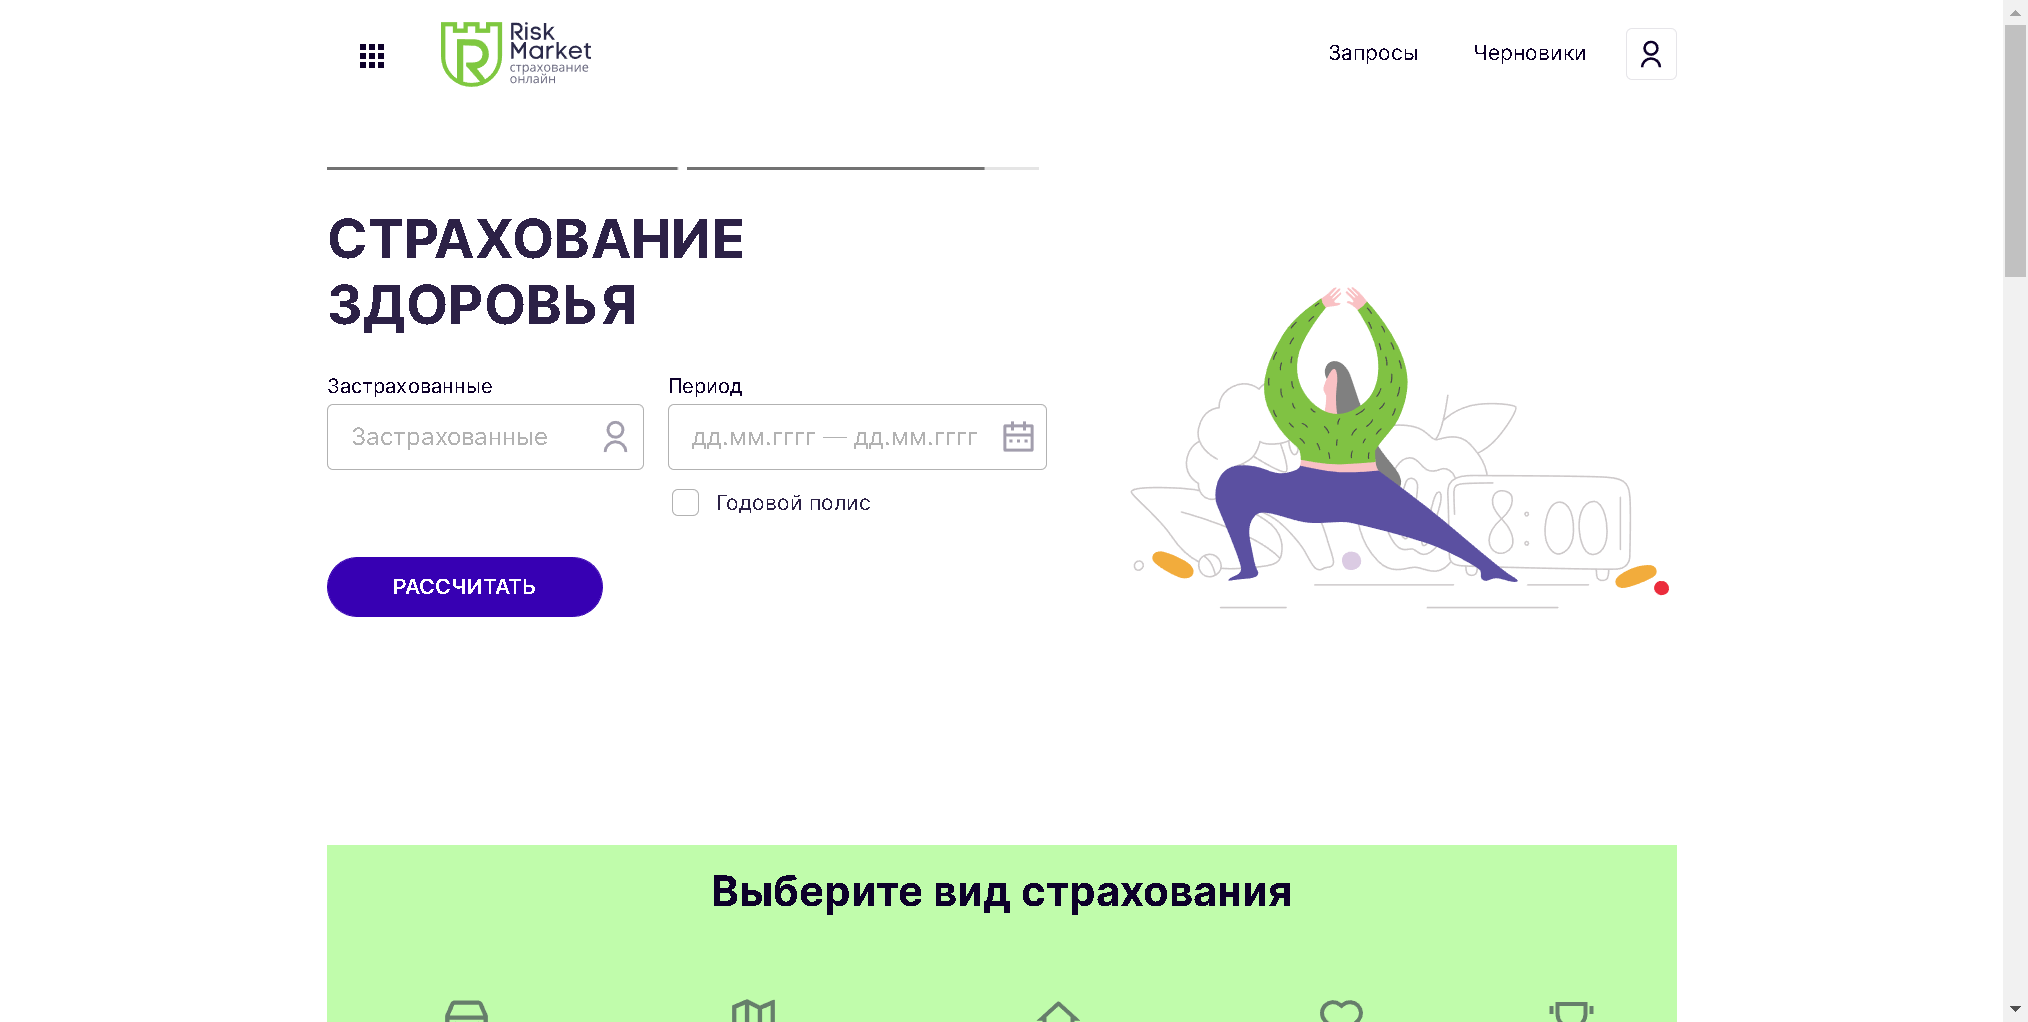 Risk
Market
страхование
онлайн
Запросы
Черновики
СТРАХОВАНИЕ
ЗДОРОВЬЯ
Застрахованные
Период
Застрахованные
дд.мм.гггг — дд.мм.гггг
Годовой полис
РАССЧИТАТЬ
8:00
Выберите вид страхования